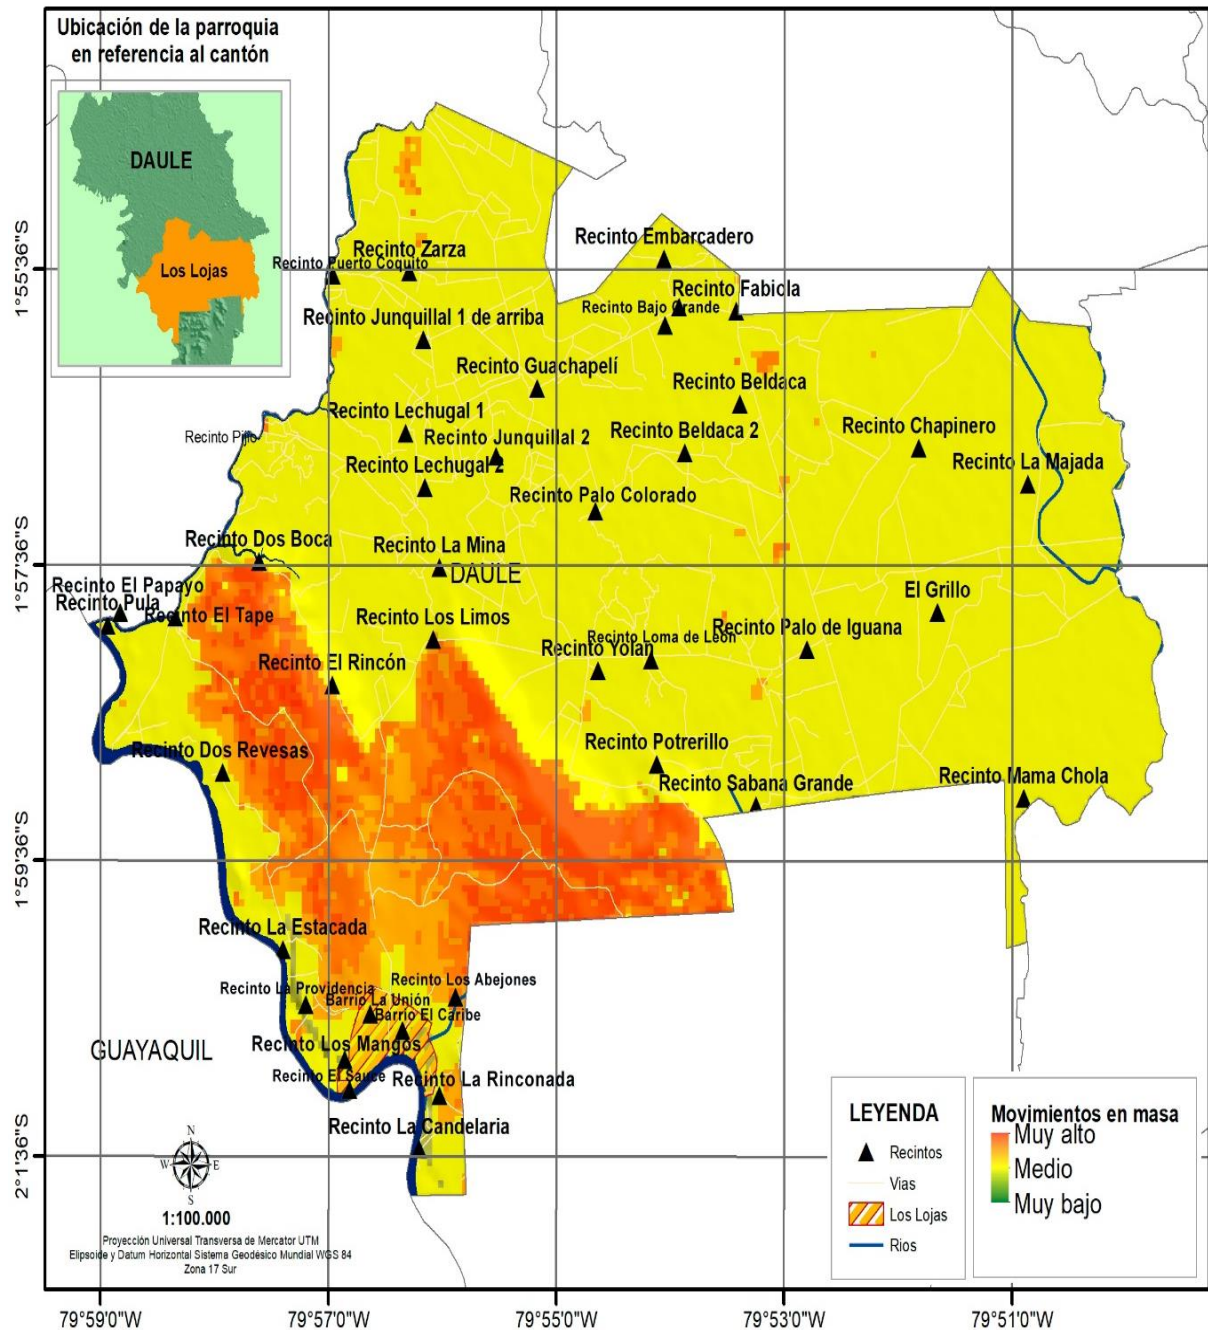 Ubicación de la parroquia
en referencia al cantón
DAULE
Los Lojas
1°55'36"S
1°57'36"S
1°59'36"S
2°1'36"S
Recinto Embarcadero
Recinto Zarza
Recinto Puerto Coquito
Recinto Fabiola
Recinto Bajo Grande
Recinto Junquillal 1 de arriba
Recinto Guachapelí
Recinto Beldaca
Recinto Lechugal 1
Recinto Junquillal 2
Recinto Beldaca 2
Recinto Chapinero
Recinto Pijio
Recinto Lechugal 2
Recinto La Majada
Recinto Palo Colorado
Recinto Dos Boca
Recinto La Mina
DAULE
Recinto El Papayo
Recinto Pula
Recinto El Tape
Recinto Los Limos
El Grillo
Recinto Loma de León
Recinto Palo de Iguana
Recinto Yolan
Recinto El Rincón
Recinto Dos Revesas
Recinto Potrerillo
Recinto Sabana Grande
Recinto Mama Chola
Recinto La Estacada
Recinto Los Abejones
Recinto La Providencia
Barrio La Unión
Barrio El Caribe
GUAYAQUIL
Recinto Los Mangos
Recinto El Sauce
Recinto La Rinconada
Recinto La Candelaria
N
W
E
S
1:100.000
Proyección Universal Transversa de Mercator UTM
Elipsoide y Datum Horizontal Sistema Geodésico Mundial WGS 84
Zona 17 Sur
LEYENDA
Recintos
Vias
Los Lojas
Rios
Movimientos en masa
Muy alto
Medio
Muy bajo
79°59'0"W
79°57'0"W
79°55'0"W
79°53'0"W
79°51'0"W